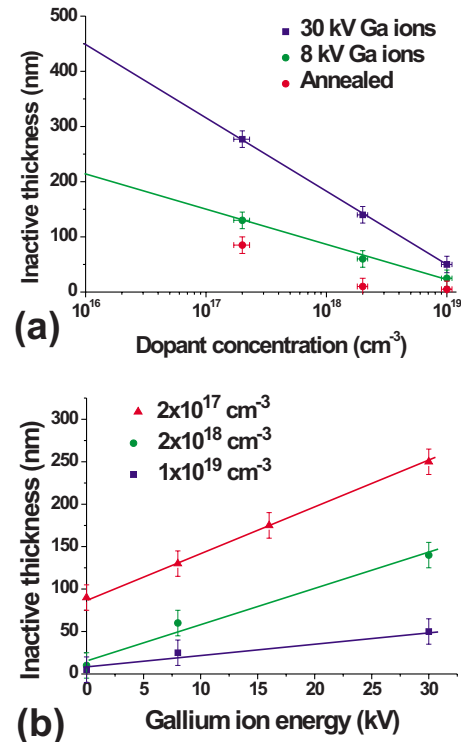 30 kV Ga ions
8 kV Ga ions
Annealed
Inactive thickness (nm)
500
400
300
200
100
0
10^16
10^17
10^18
10^19
(a)
Dopant concentration (cm^-3)
2x10^17 cm^-3
2x10^18 cm^-3
1x10^19 cm^-3
Inactive thickness (nm)
300
250
200
150
100
50
0
0
5
10
15
20
25
30
(b)
Gallium ion energy (kV)